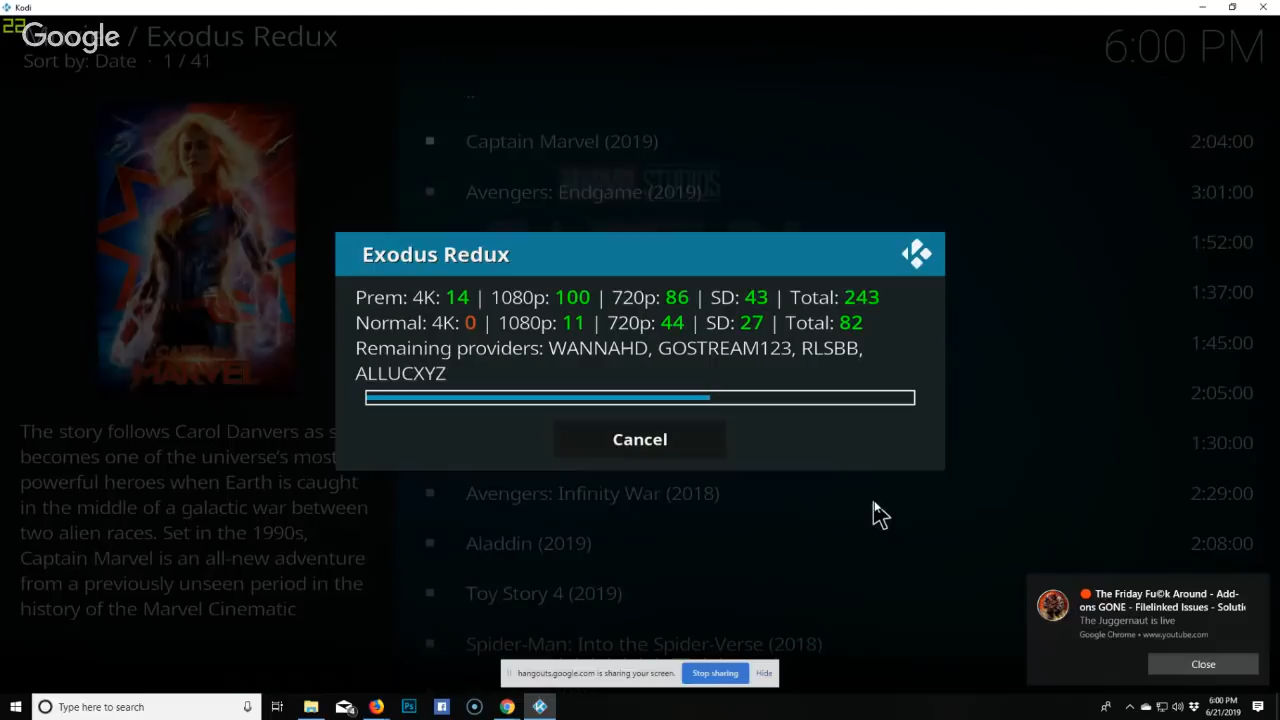 Kodi
22
Google
/ Exodus Redux
Sort by: Date · 1 / 41
6:00 PM
..
Captain Marvel (2019) 2:04:00
Avengers: Endgame (2019) 3:01:00
STUDIOS
1:52:00
Exodus Redux
Prem: 4K: 14 | 1080p: 100 | 720p: 86 | SD: 43 | Total: 243
Normal: 4K: 0 | 1080p: 11 | 720p: 44 | SD: 27 | Total: 82
Remaining providers: WANNAHD, GOSTREAM123, RLSBB,
ALLUCXYZ
Cancel
1:37:00
1:45:00
2:05:00
1:30:00
CAPTAIN
MARVEL
The story follows Carol Danvers as s
becomes one of the universe's most
powerful heroes when Earth is caught
in the middle of a galactic war between
two alien races. Set in the 1990s,
Captain Marvel is an all-new adventure
from a previously unseen period in the
history of the Marvel Cinematic
Avengers: Infinity War (2018) 2:29:00
Aladdin (2019) 2:08:00
Toy Story 4 (2019)
Spider-Man: Into the Spider-Verse (2018)
The Friday Fu©k Around - Add-
ons GONE - Filelinked Issues - Soluti
The Juggernaut is live
Google Chrome • www.youtube.com
Close
hangouts.google.com is sharing your screen. Stop sharing Hide
Type here to search
4
Ps
6:00 PM
6/21/2019